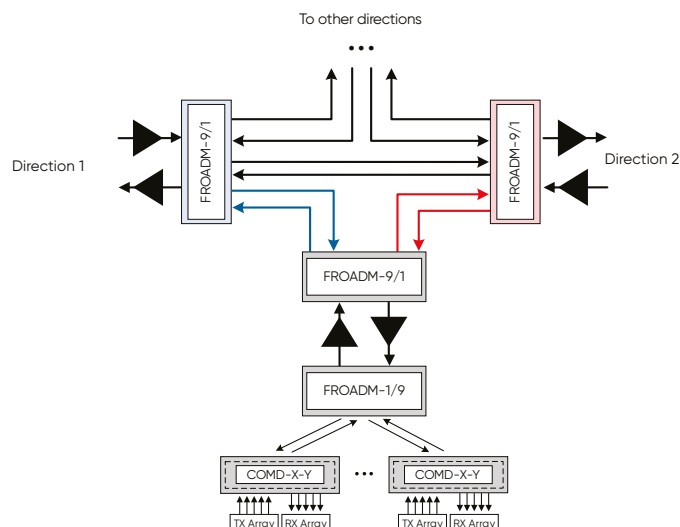 To other directions
•••
FROADM-9/1
FROADM-9/1
Direction 1
Direction 2
FROADM-9/1
FROADM-1/9
COMD-X-Y
•••
COMD-X-Y
TX Array
RX Array
TX Array
RX Array